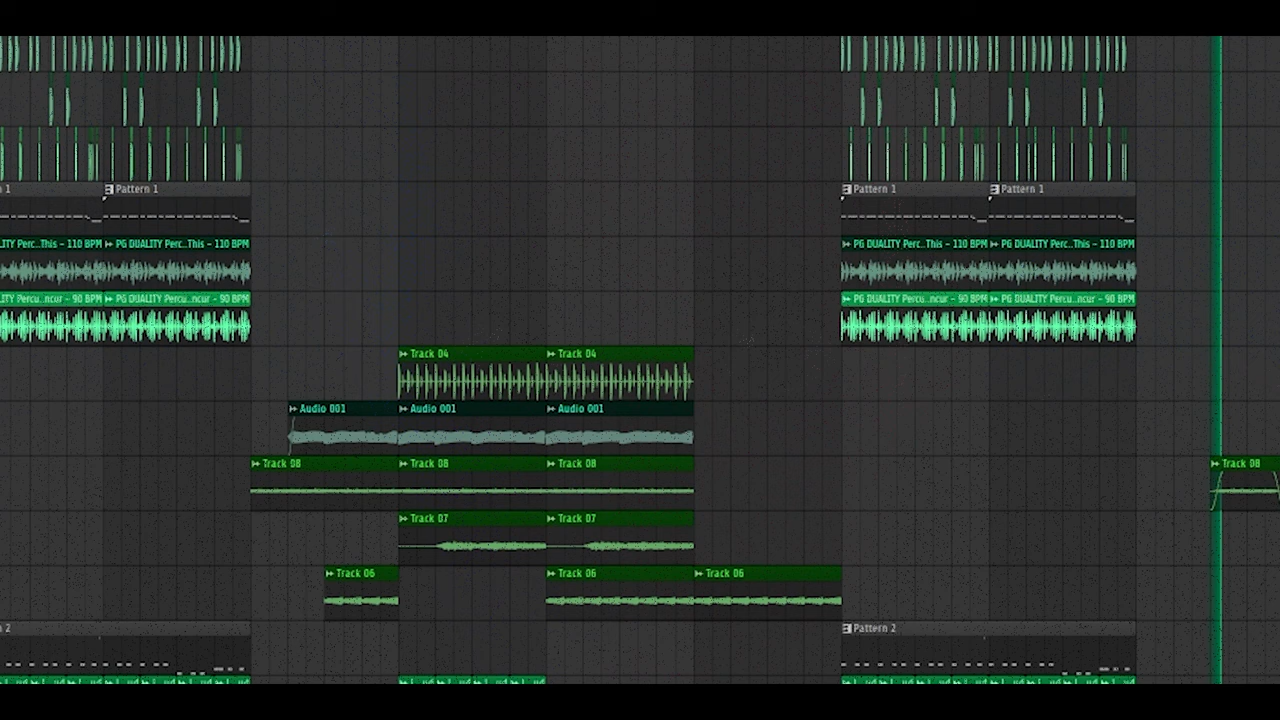 1 Pattern 1 Pattern 1 Pattern 1
ITY Perc..This - 110 BPM PG DUALITY Perc..This - 110 BPM PG DUALITY Perc..This - 110 BPM PG DUALITY Perc..This - 110 BPM
ITY Percu..ncur - 90 BPM PG DUALITY Percu..ncur - 90 BPM PG DUALITY Percu..ncur - 90 BPM PG DUALITY Percu..ncur - 90 BPM
Track 04 Track 04
Audio 001 Audio 001 Audio 001
Track 08 Track 08 Track 08 Track 08
Track 07 Track 07
Track 06 Track 06 Track 06
2 Pattern 2